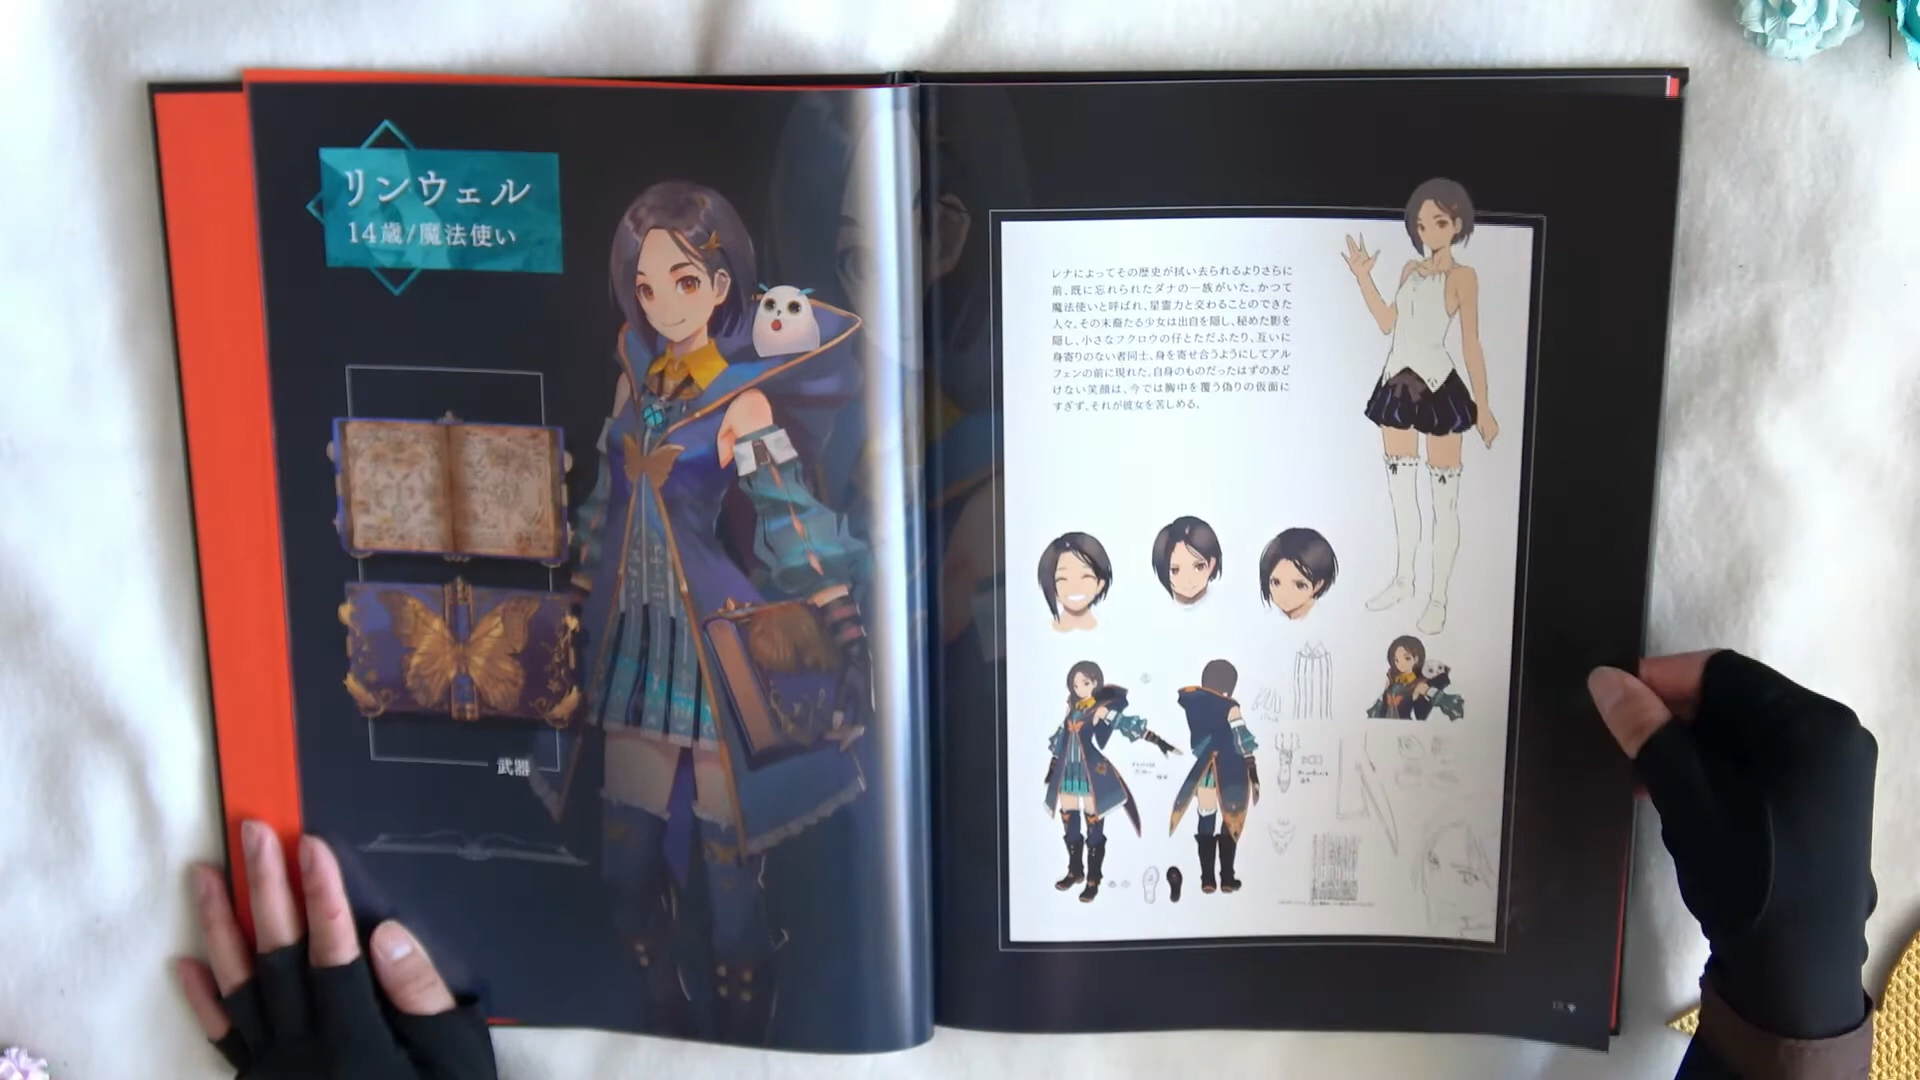 リンウェル
14歳/魔法使い
武器
レナによってその歴史が拭い去られるよりさらに
前、既に忘れられたダナの一族がいた。かつて
魔法使いと呼ばれ、星霊力と交わることのできた
人々。その末裔たる少女は出自を隠し、秘めた影を
隠し、小さなフクロウの仔とただふたり、互いに
身寄りのない者同士、身を寄せ合うようにしてアル
フェンの前に現れた。自身のものだったはずのあど
けない笑顔は、今では胸中を覆う偽りの仮面に
すぎず、それが彼女を苦しめる。